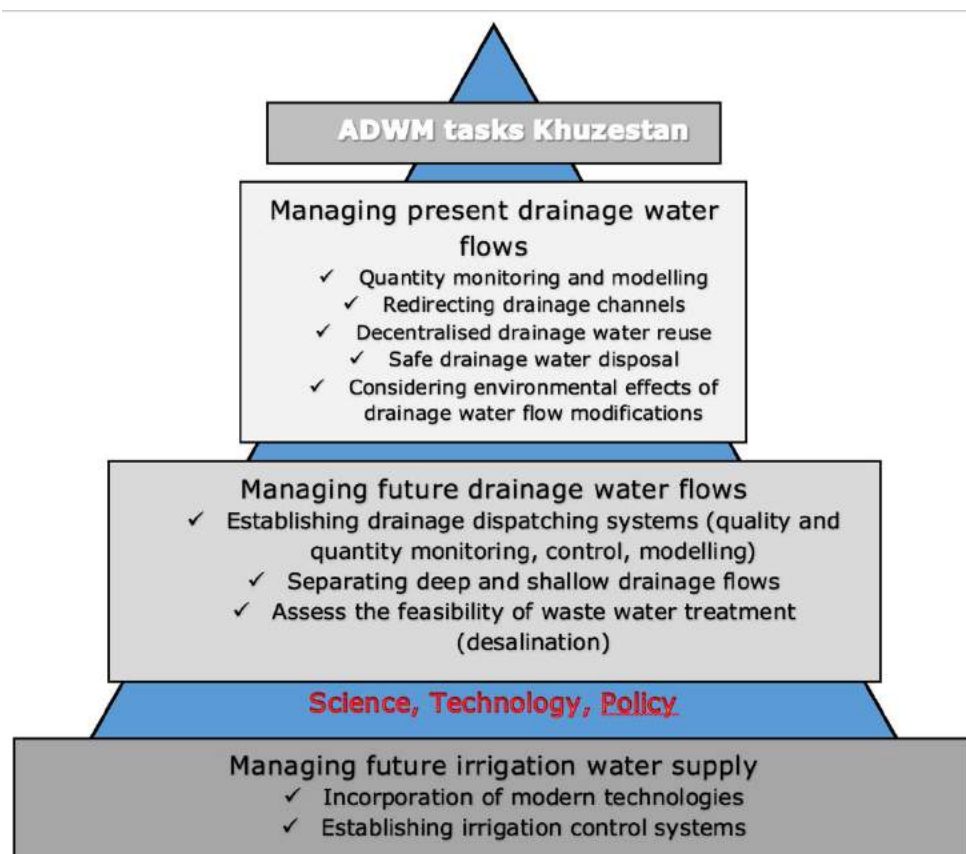 ADWM tasks Khuzestan
Managing present drainage water
flows
✓ Quantity monitoring and modelling
✓ Redirecting drainage channels
✓ Decentralised drainage water reuse
✓ Safe drainage water disposal
✓ Considering environmental effects of
drainage water flow modifications
Managing future drainage water flows
✓ Establishing drainage dispatching systems (quality and
quantity monitoring, control, modelling)
✓ Separating deep and shallow drainage flows
✓ Assess the feasibility of waste water treatment
(desalination)
Science, Technology, Policy
Managing future irrigation water supply
✓ Incorporation of modern technologies
✓ Establishing irrigation control systems